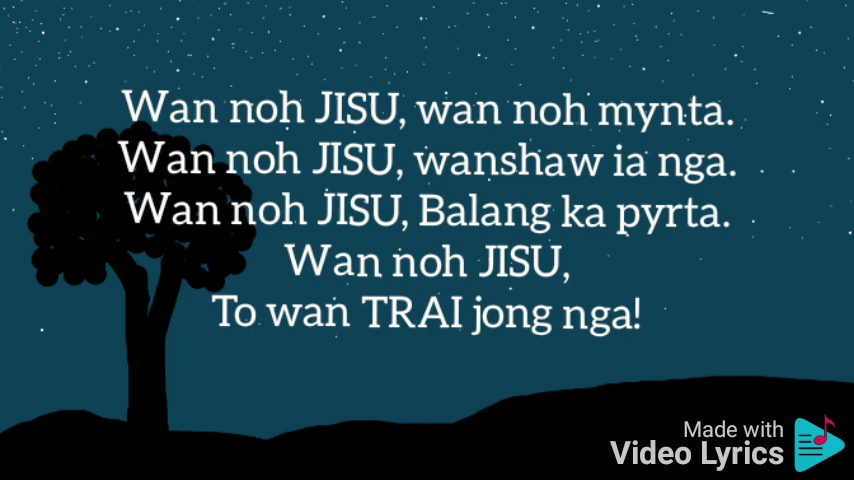 Wan noh JISU, wan noh mynta.
Wan noh JISU, wanshaw ia nga.
Wan noh JISU, Balang ka pyrta.
Wan noh JISU,
To wan TRAI jong nga!
Made with
Video Lyrics